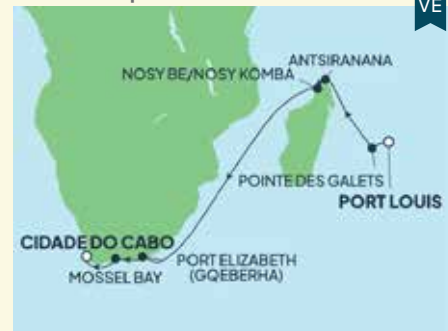 VE
ANTSIRANANA
NOSY BE/NOSY KOMBA
POINTE DES GALETS
PORT LOUIS
CIDADE DO CABO
PORT ELIZABETH
(GQEBERHA)
MOSSEL BAY